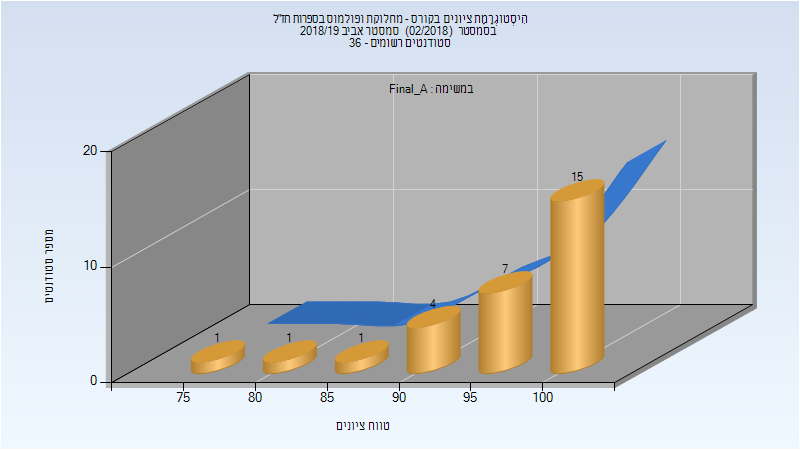 היסטוגרמת ציונים בקורס - מחלוקת ופולמוס בספרות חז"ל
בסמסטר (02/2018) סמסטר אביב 2018/19
סטודנטים רשומים - 36
במשימה : Final_A
20
10
0
מספר סטודנטים
1
1
1
4
7
15
75
80
85
90
95
100
טווח ציונים